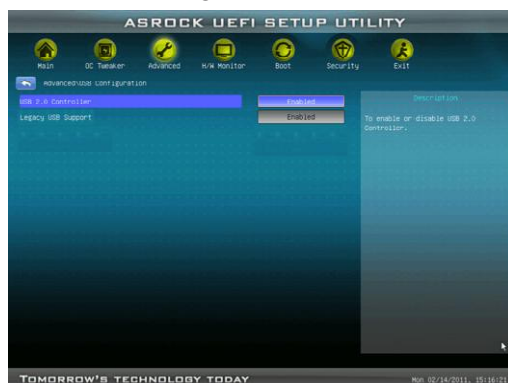 ASROCK UEFI SETUP UTILITY
Main OC Tweaker Advanced H/W Monitor Boot Security Exit
Advanced\USB Configuration
USB 2.0 Controller Enabled
Legacy USB Support Enabled
Description
To enable or disable USB 2.0
Controller.
TOMORROW'S TECHNOLOGY TODAY
Mon 02/14/2011, 15:16:21